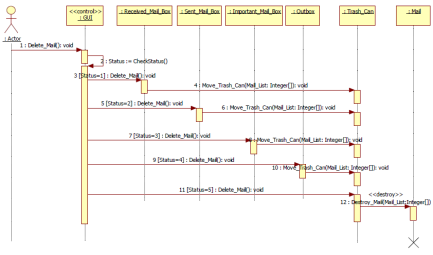 <<control>>
: GUI
: Received_Mail_Box
: Sent_Mail_Box
: Inportant_Mail_Box
: Outbox
: Trash_Can
: Mail
: Actor
1 : Delete_Mail(): void
2 : Status := CheckStatus()
3 [Status=1] : Delete_Mail(): void
4 : Move_Trash_Can(Mail_List: Integer[]): void
5 [Status=2] : Delete_Mail(): void
6 : Move_Trash_Can(Mail_List: Integer[]): void
7 [Status=3] : Delete_Mail(): void
: Move_Trash_Can(Mail_List: Integer[]): void
9 [Status=4] : Delete_Mail(): void
10 : Move_Trash_Can(Mail_List: Integer[]): void
11 [Status=5] : Delete_Mail(): void
<<destroy>>
12 : Destroy_Mail(Mail_List:Integer[])